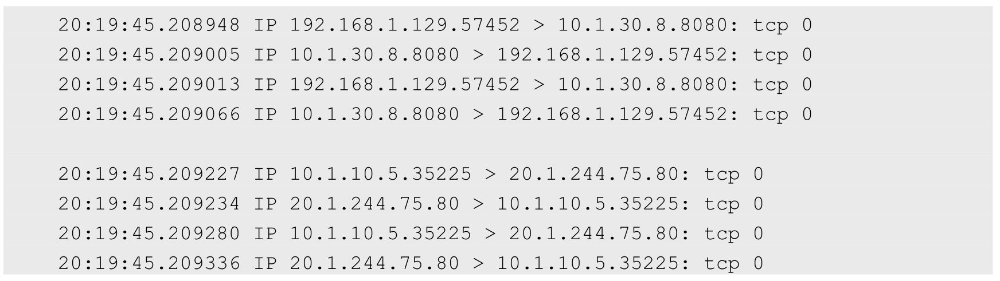 20:19:45.208948 IP 192.168.1.129.57452 > 10.1.30.8.8080: tcp 0
20:19:45.209005 IP 10.1.30.8.8080 > 192.168.1.129.57452: tcp 0
20:19:45.209013 IP 192.168.1.129.57452 > 10.1.30.8.8080: tcp 0
20:19:45.209066 IP 10.1.30.8.8080 > 192.168.1.129.57452: tcp 0
20:19:45.209227 IP 10.1.10.5.35225 > 20.1.244.75.80: tcp 0
20:19:45.209234 IP 20.1.244.75.80 > 10.1.10.5.35225: tcp 0
20:19:45.209280 IP 10.1.10.5.35225 > 20.1.244.75.80: tcp 0
20:19:45.209336 IP 20.1.244.75.80 > 10.1.10.5.35225: tcp 0